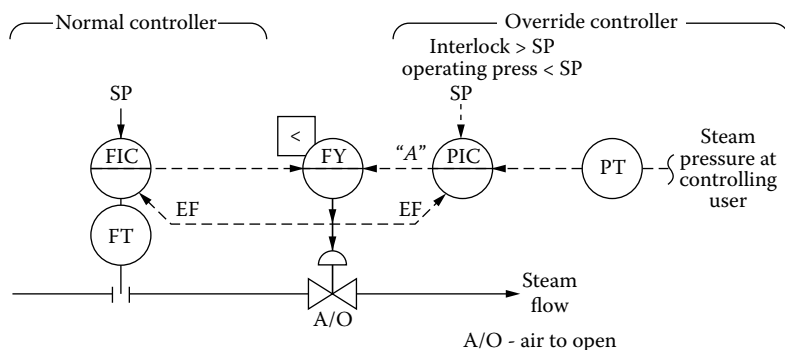 Normal controller
Override controller
Interlock > SP
operating press < SP
SP
SP
<
FIC
FY
"A"
PIC
PT
Steam
pressure at
controlling
user
EF
EF
FT
A/O
Steam
flow
A/O - air to open